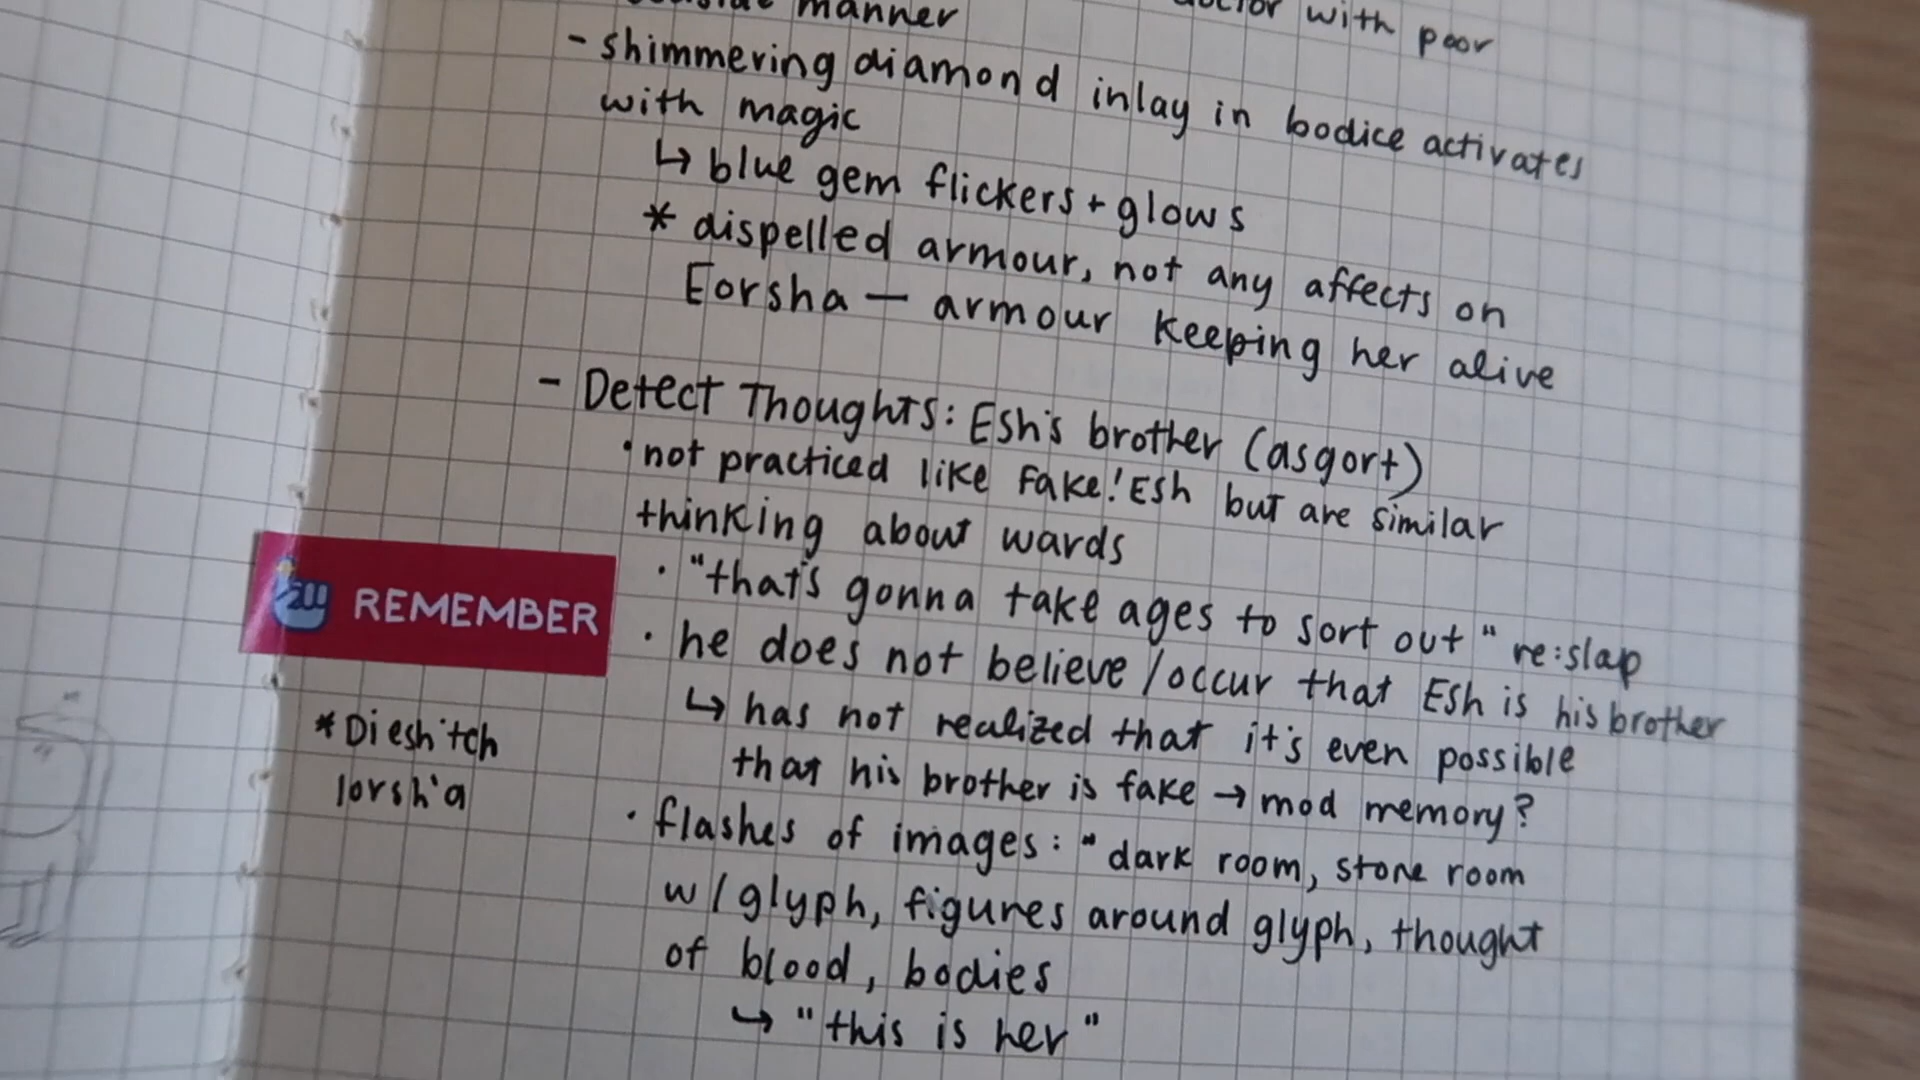 doctor with poor
manner
- shimmering diamond inlay in bodice activates
with magic
↳ blue gem flickers + glows
* dispelled armour, not any affects on
Eorsha — armour keeping her alive
- Detect Thoughts: Esh's brother (asgort)
· not practiced like fake!Esh but are similar
thinking about wards
· "that's gonna take ages to sort out" re:slap
REMEMBER
· he does not believe/occur that Esh is his brother
↳ has not realized that it's even possible
that his brother is fake → mod memory?
* Diesh'tch
lorsh'a
· flashes of images: "dark room, stone room
w/glyph, figures around glyph, thought
of blood, bodies
↳ "this is her"